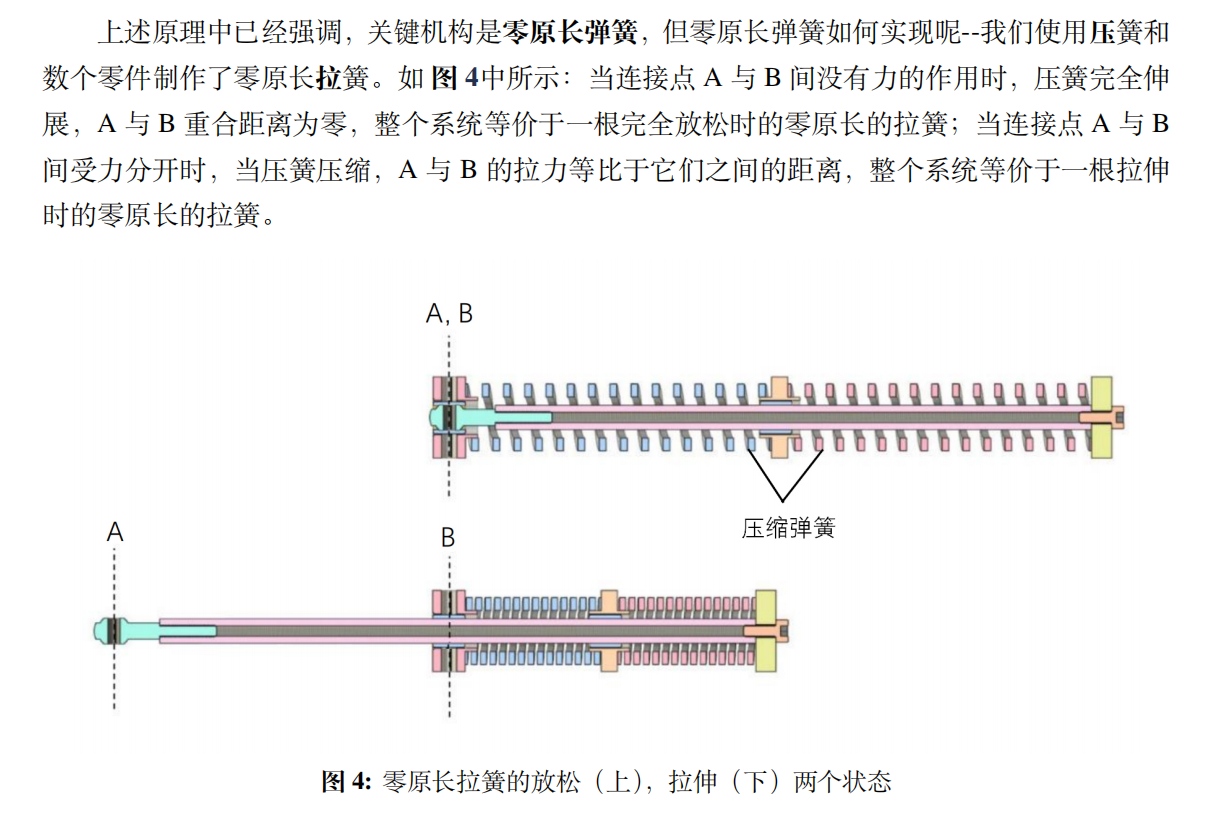 上述原理中已经强调，关键机构是零原长弹簧，但零原长弹簧如何实现呢--我们使用压簧和
数个零件制作了零原长拉簧。如 图 4中所示：当连接点 A 与 B 间没有力的作用时，压簧完全伸
展，A 与 B 重合距离为零，整个系统等价于一根完全放松时的零原长的拉簧；当连接点 A 与 B
间受力分开时，当压簧压缩，A 与 B 的拉力等比于它们之间的距离，整个系统等价于一根拉伸
时的零原长的拉簧。
A, B
压缩弹簧
A
B
图 4: 零原长拉簧的放松（上），拉伸（下）两个状态